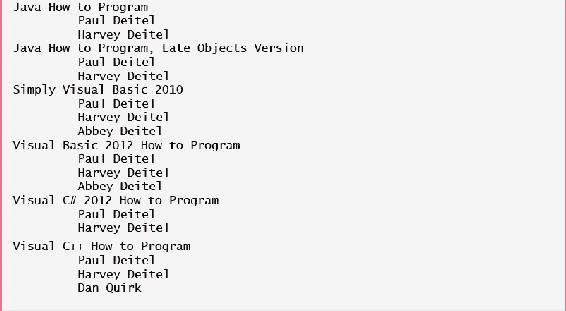 Java How to Program
Paul Deitel
Harvey Deitel
Java How to Program, Late Objects Version
Paul Deitel
Harvey Deitel
Simply Visual Basic 2010
Paul Deitel
Harvey Deitel
Abbey Deitel
Visual Basic 2012 How to Program
Paul Deitel
Harvey Deitel
Abbey Deitel
Visual C# 2012 How to Program
Paul Deitel
Harvey Deitel
Visual C++ How to Program
Paul Deitel
Harvey Deitel
Dan Quirk